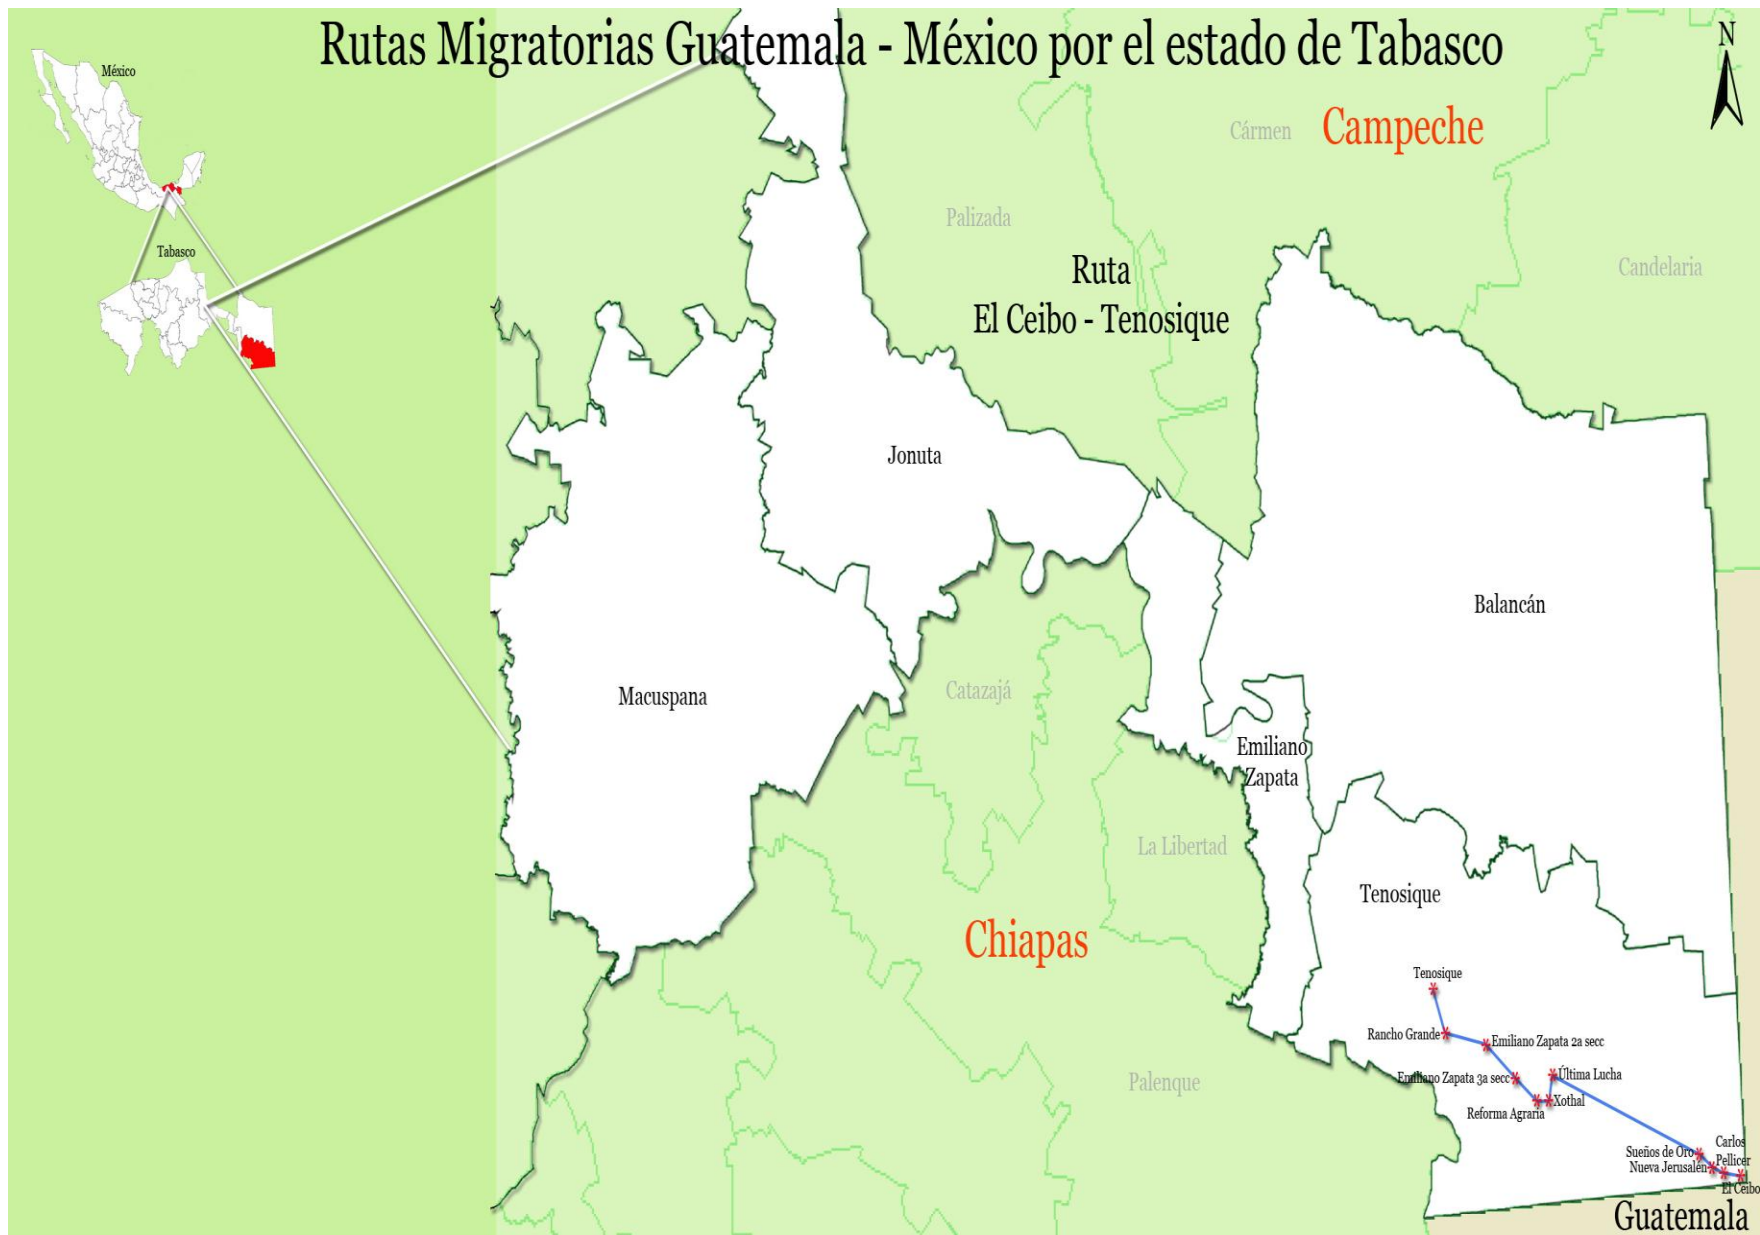 Rutas Migratorias Guatemala - México por el estado de Tabasco
N
México
Cármen
Campeche
Palizada
Tabasco
Ruta
El Ceibo - Tenosique
Candelaria
Jonuta
Balancán
Catazajá
Macuspana
Emiliano
Zapata
La Libertad
Tenosique
Chiapas
Tenosique
Rancho Grande
Emiliano Zapata 2a secc
Emiliano Zapata 3a secc
Última Lucha
Palenque
Xothal
Reforma Agraria
Carlos
Pellicer
Sueños de Oro
Nueva Jerusalén
El Ceibo
Guatemala